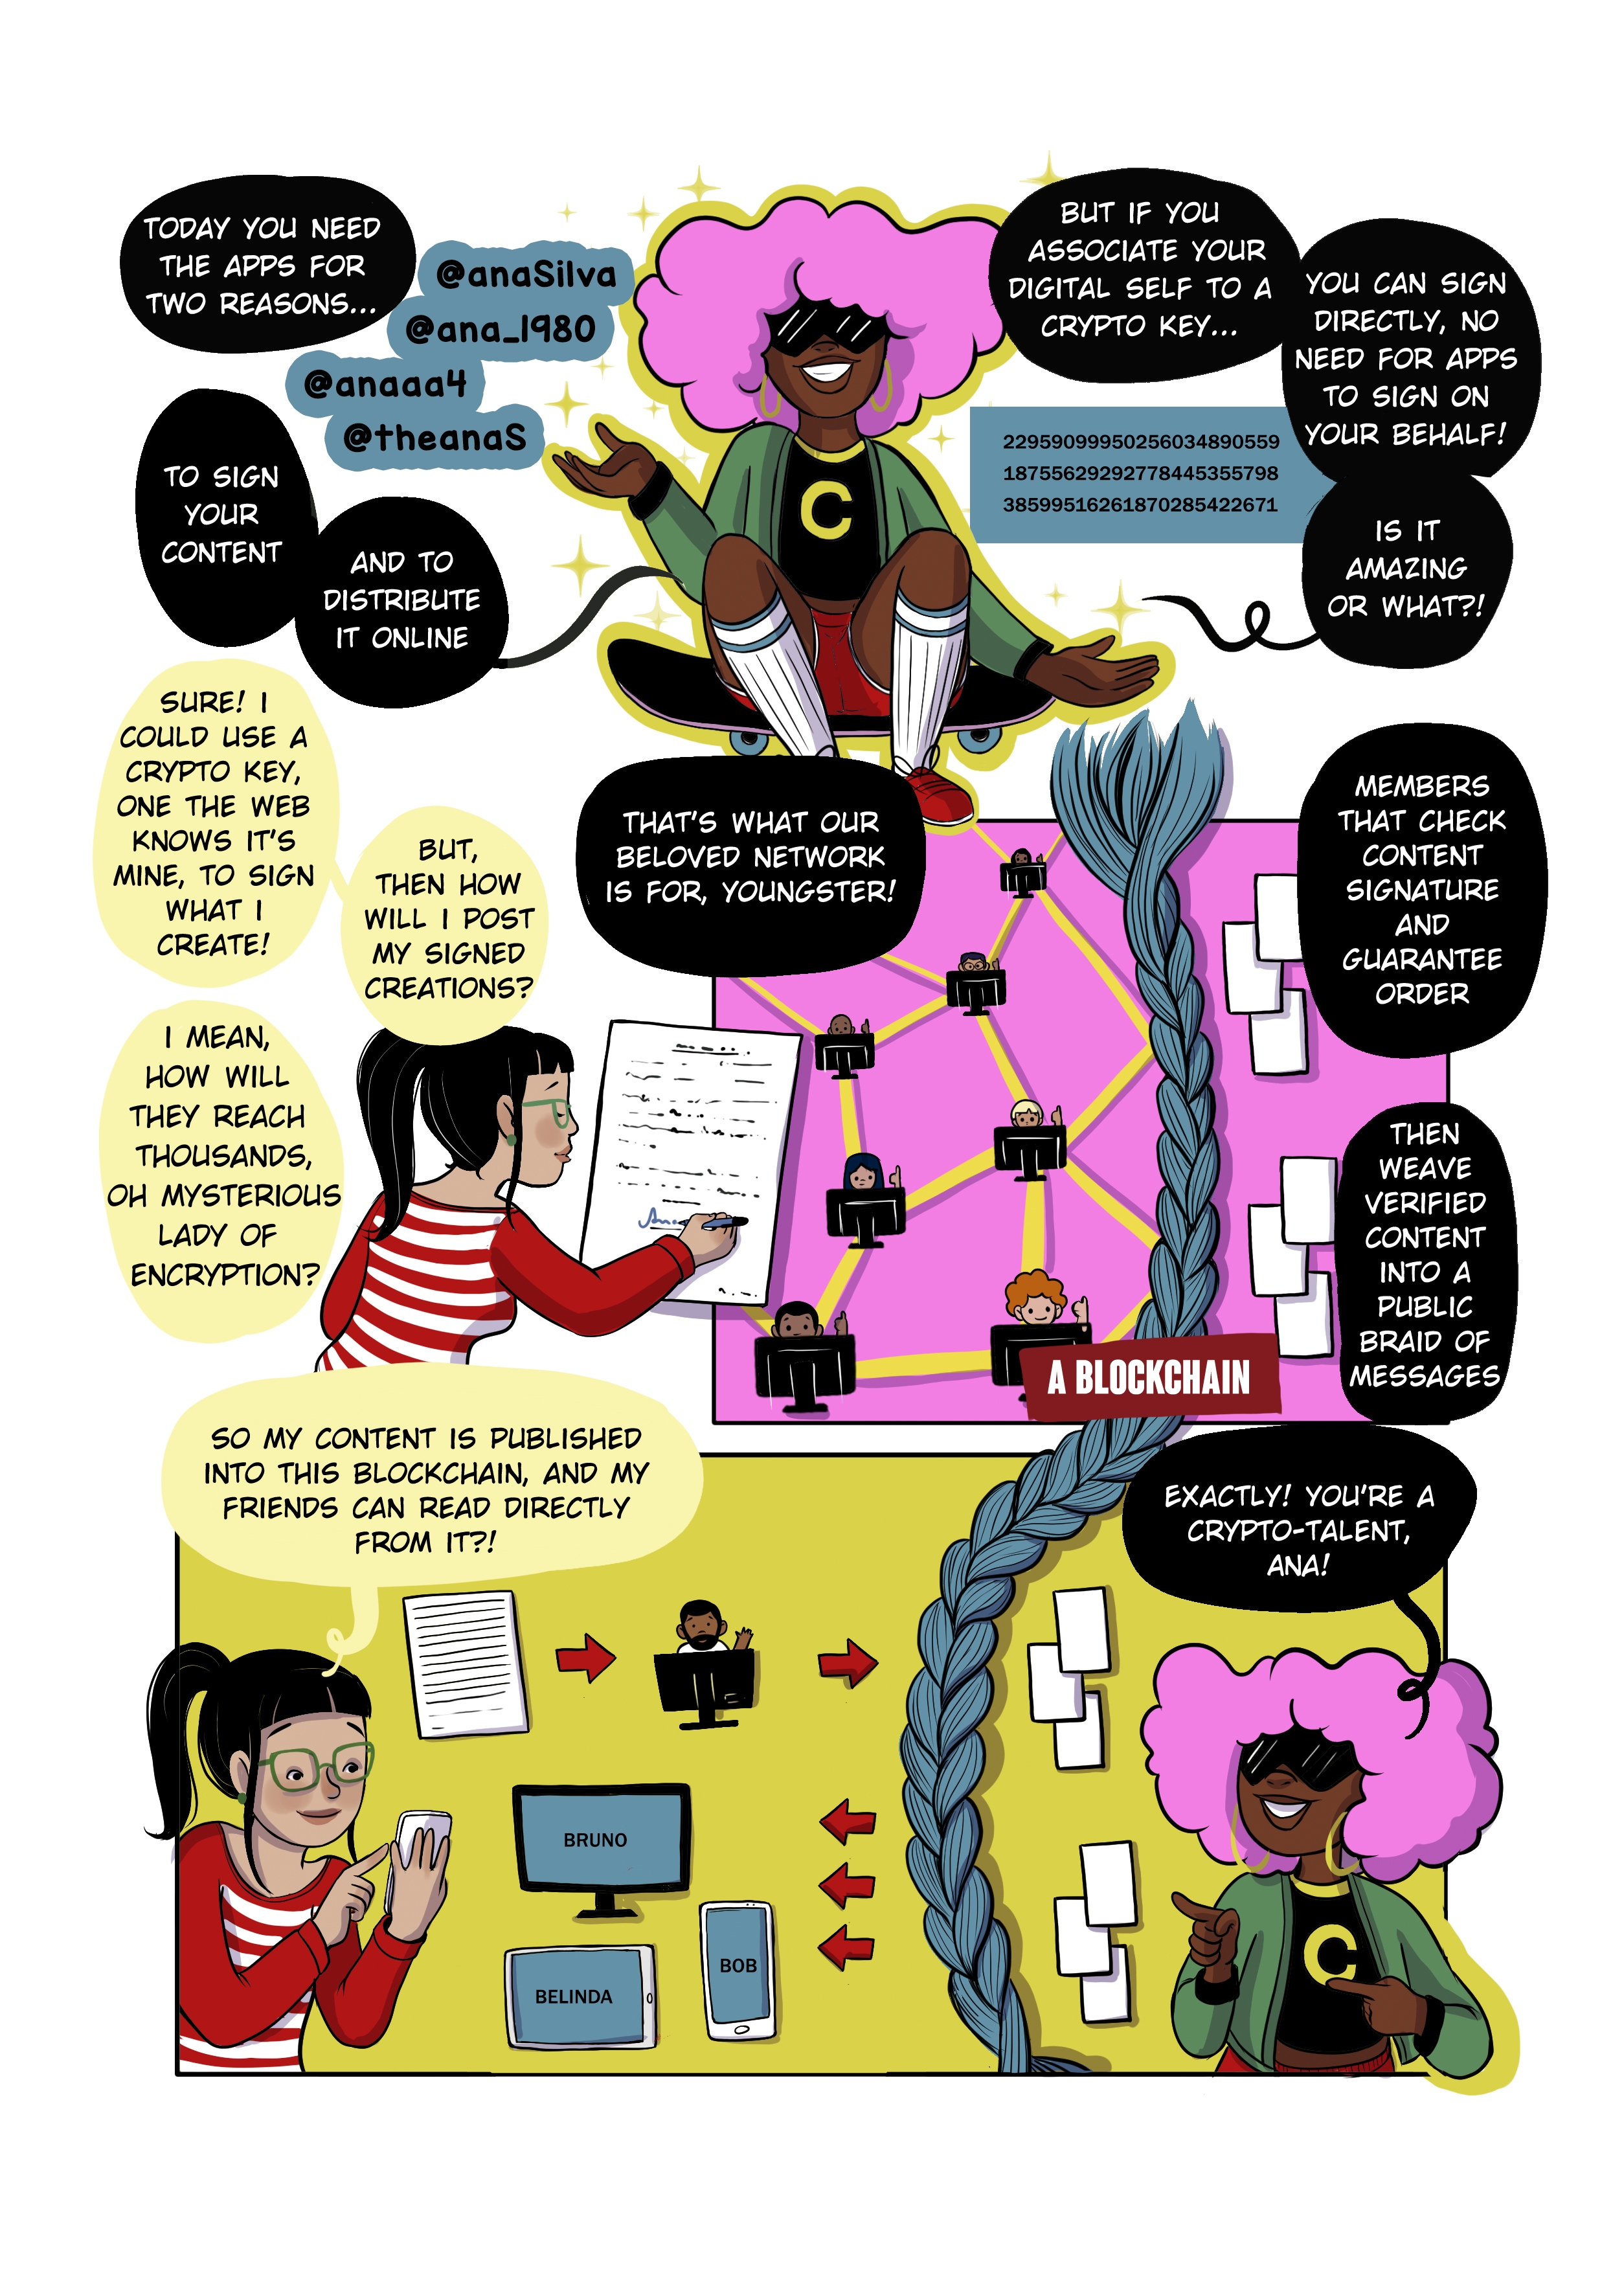 TODAY YOU NEED
THE APPS FOR
TWO REASONS...
@anaSilva
@ana_1980
@anaaa4
@theanaS
TO SIGN
YOUR
CONTENT
AND TO
DISTRIBUTE
IT ONLINE
C
BUT IF YOU
ASSOCIATE YOUR
DIGITAL SELF TO A
CRYPTO KEY...
22959099950256034890559
18755629292778445355798
38599516261870285422671
YOU CAN SIGN
DIRECTLY, NO
NEED FOR APPS
TO SIGN ON
YOUR BEHALF!
IS IT
AMAZING
OR WHAT?!
SURE! I
COULD USE A
CRYPTO KEY,
ONE THE WEB
KNOWS IT'S
MINE, TO SIGN
WHAT I
CREATE!
BUT,
THEN HOW
WILL I POST
MY SIGNED
CREATIONS?
I MEAN,
HOW WILL
THEY REACH
THOUSANDS,
OH MYSTERIOUS
LADY OF
ENCRYPTION?
Ana
THAT'S WHAT OUR
BELOVED NETWORK
IS FOR, YOUNGSTER!
MEMBERS
THAT CHECK
CONTENT
SIGNATURE
AND
GUARANTEE
ORDER
THEN
WEAVE
VERIFIED
CONTENT
INTO A
PUBLIC
BRAID OF
MESSAGES
A BLOCKCHAIN
SO MY CONTENT IS PUBLISHED
INTO THIS BLOCKCHAIN, AND MY
FRIENDS CAN READ DIRECTLY
FROM IT?!
EXACTLY! YOU'RE A
CRYPTO-TALENT,
ANA!
BRUNO
BELINDA
BOB
C